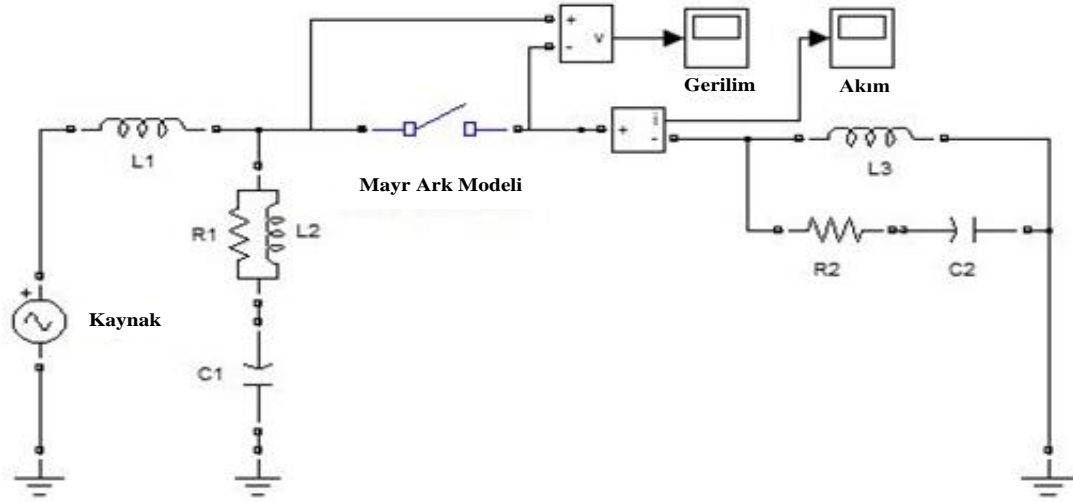 +
-
v
Gerilim
Akım
+
-
L1
L3
Mayr Ark Modeli
R1
L2
R2
C2
+
Kaynak
C1